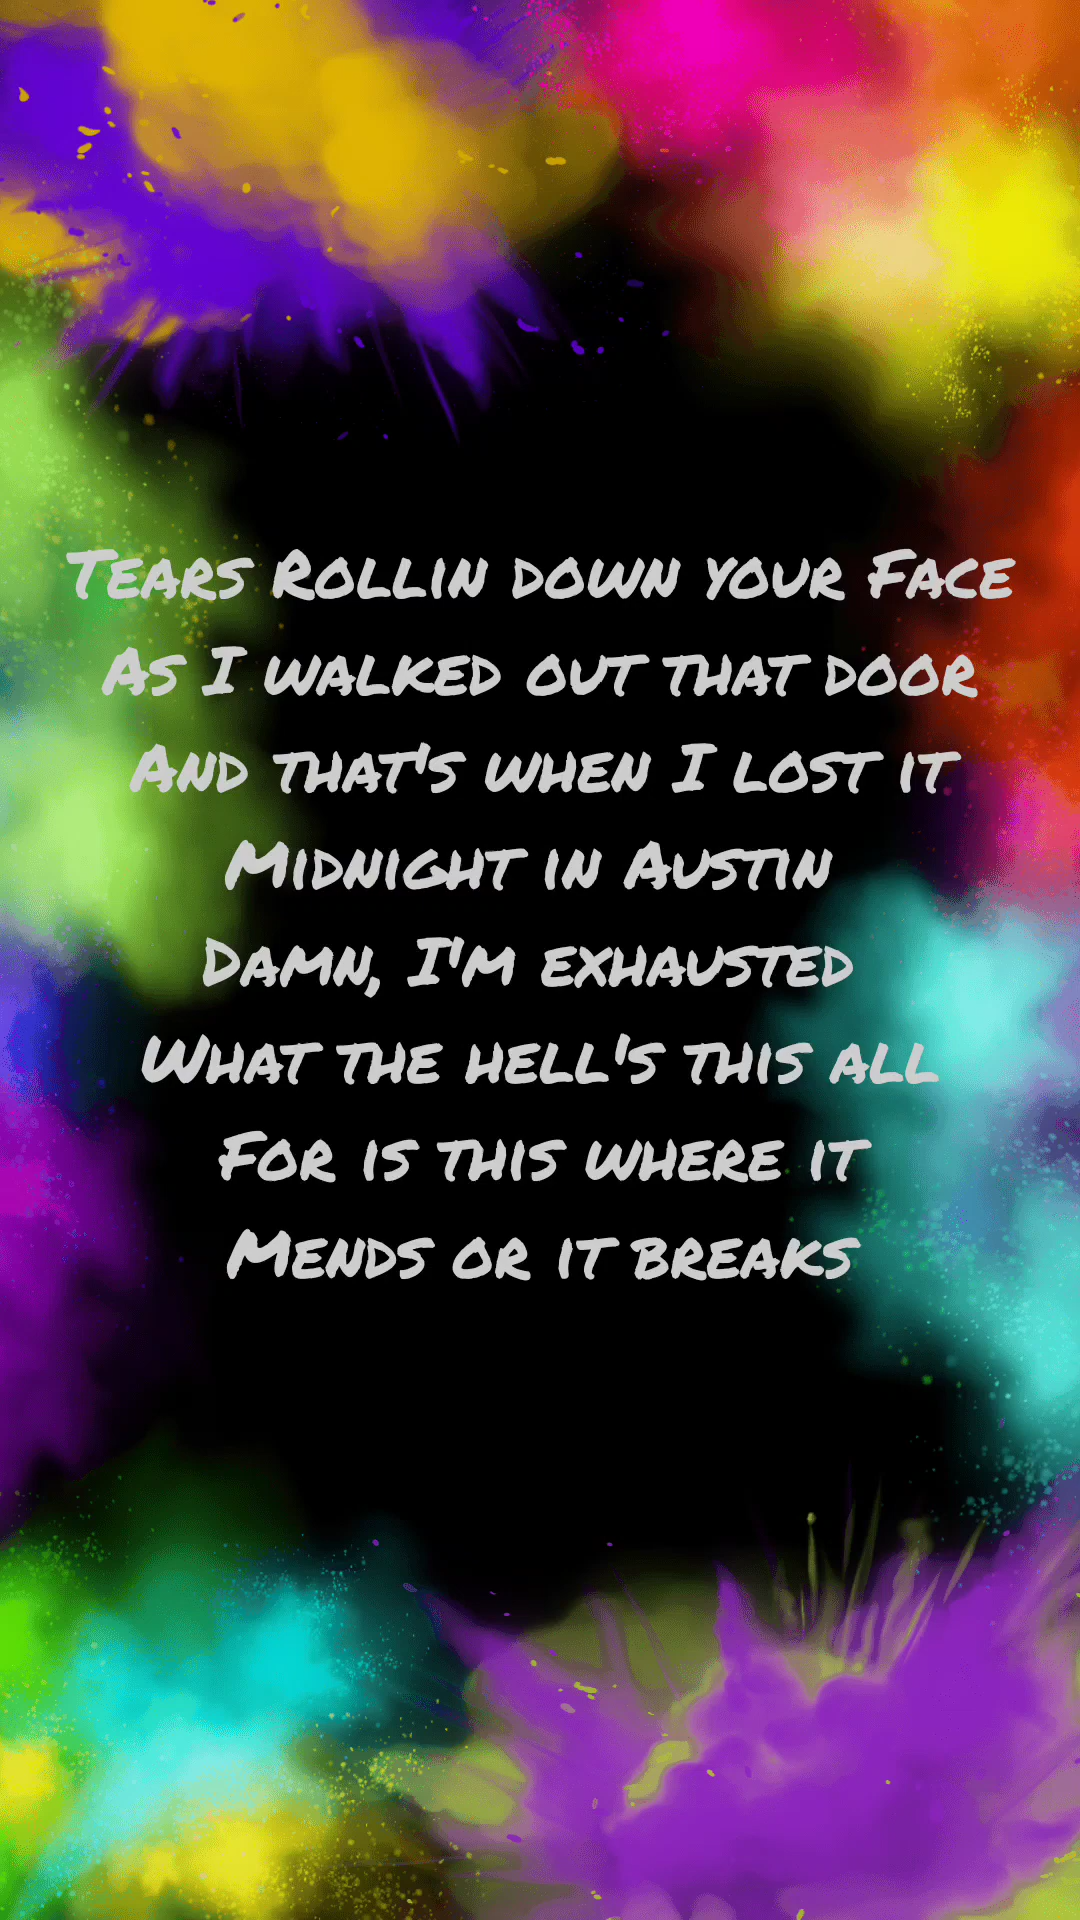 Tears Rollin down your Face
As I walked out that door
And that's when I lost it
Midnight in Austin
Damn, I'm exhausted
What the hell's this all
For is this where it
Mends or it breaks